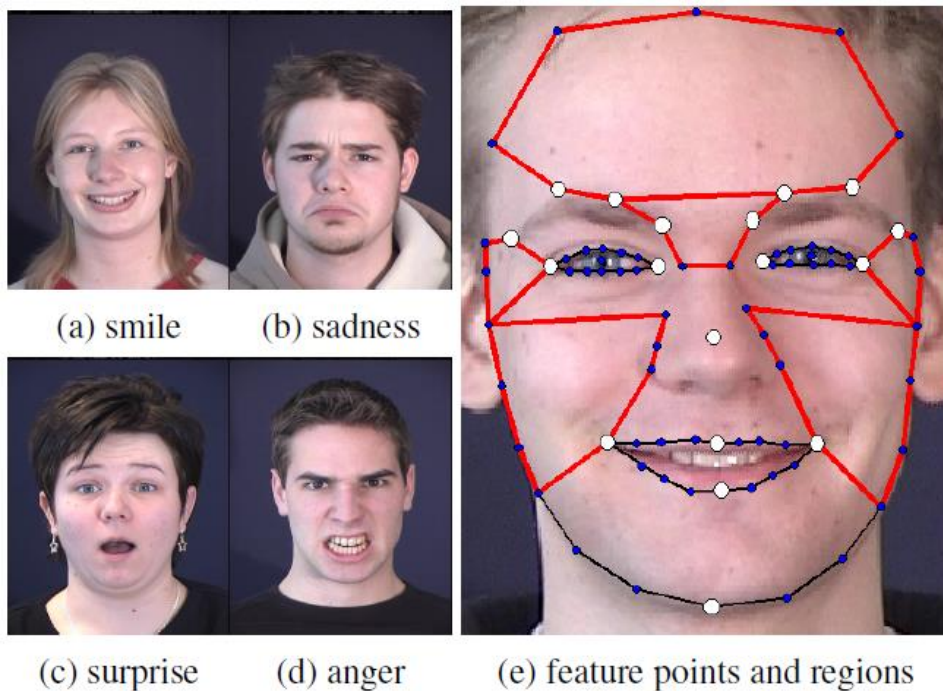 (a) smile
(b) sadness
(c) surprise
(d) anger
(e) feature points and regions